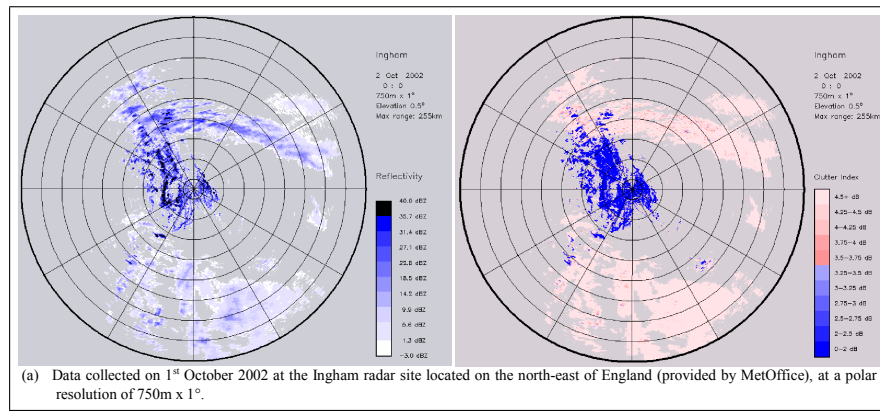 Ingham
2 Oct 2002
0 : 0
750m x 1°
Elevation 0.5°
Max range: 255km
Reflectivity
40.0 dBZ
35.7 dBZ
31.4 dBZ
27.1 dBZ
22.8 dBZ
18.5 dBZ
14.2 dBZ
9.9 dBZ
5.6 dBZ
1.3 dBZ
-3.0 dBZ
Ingham
2 Oct 2002
0 : 0
750m x 1°
Elevation 0.5°
Max range: 255km
Clutter Index
4.5+ dB
4.25-4.5 dB
4-4.25 dB
3.75-4 dB
3.5-3.75 dB
3.25-3.5 dB
3-3.25 dB
2.75-3 dB
2.5-2.75 dB
2-2.5 dB
0-2 dB
(a) Data collected on 1st October 2002 at the Ingham radar site located on the north-east of England (provided by MetOffice), at a polar
resolution of 750m x 1°.